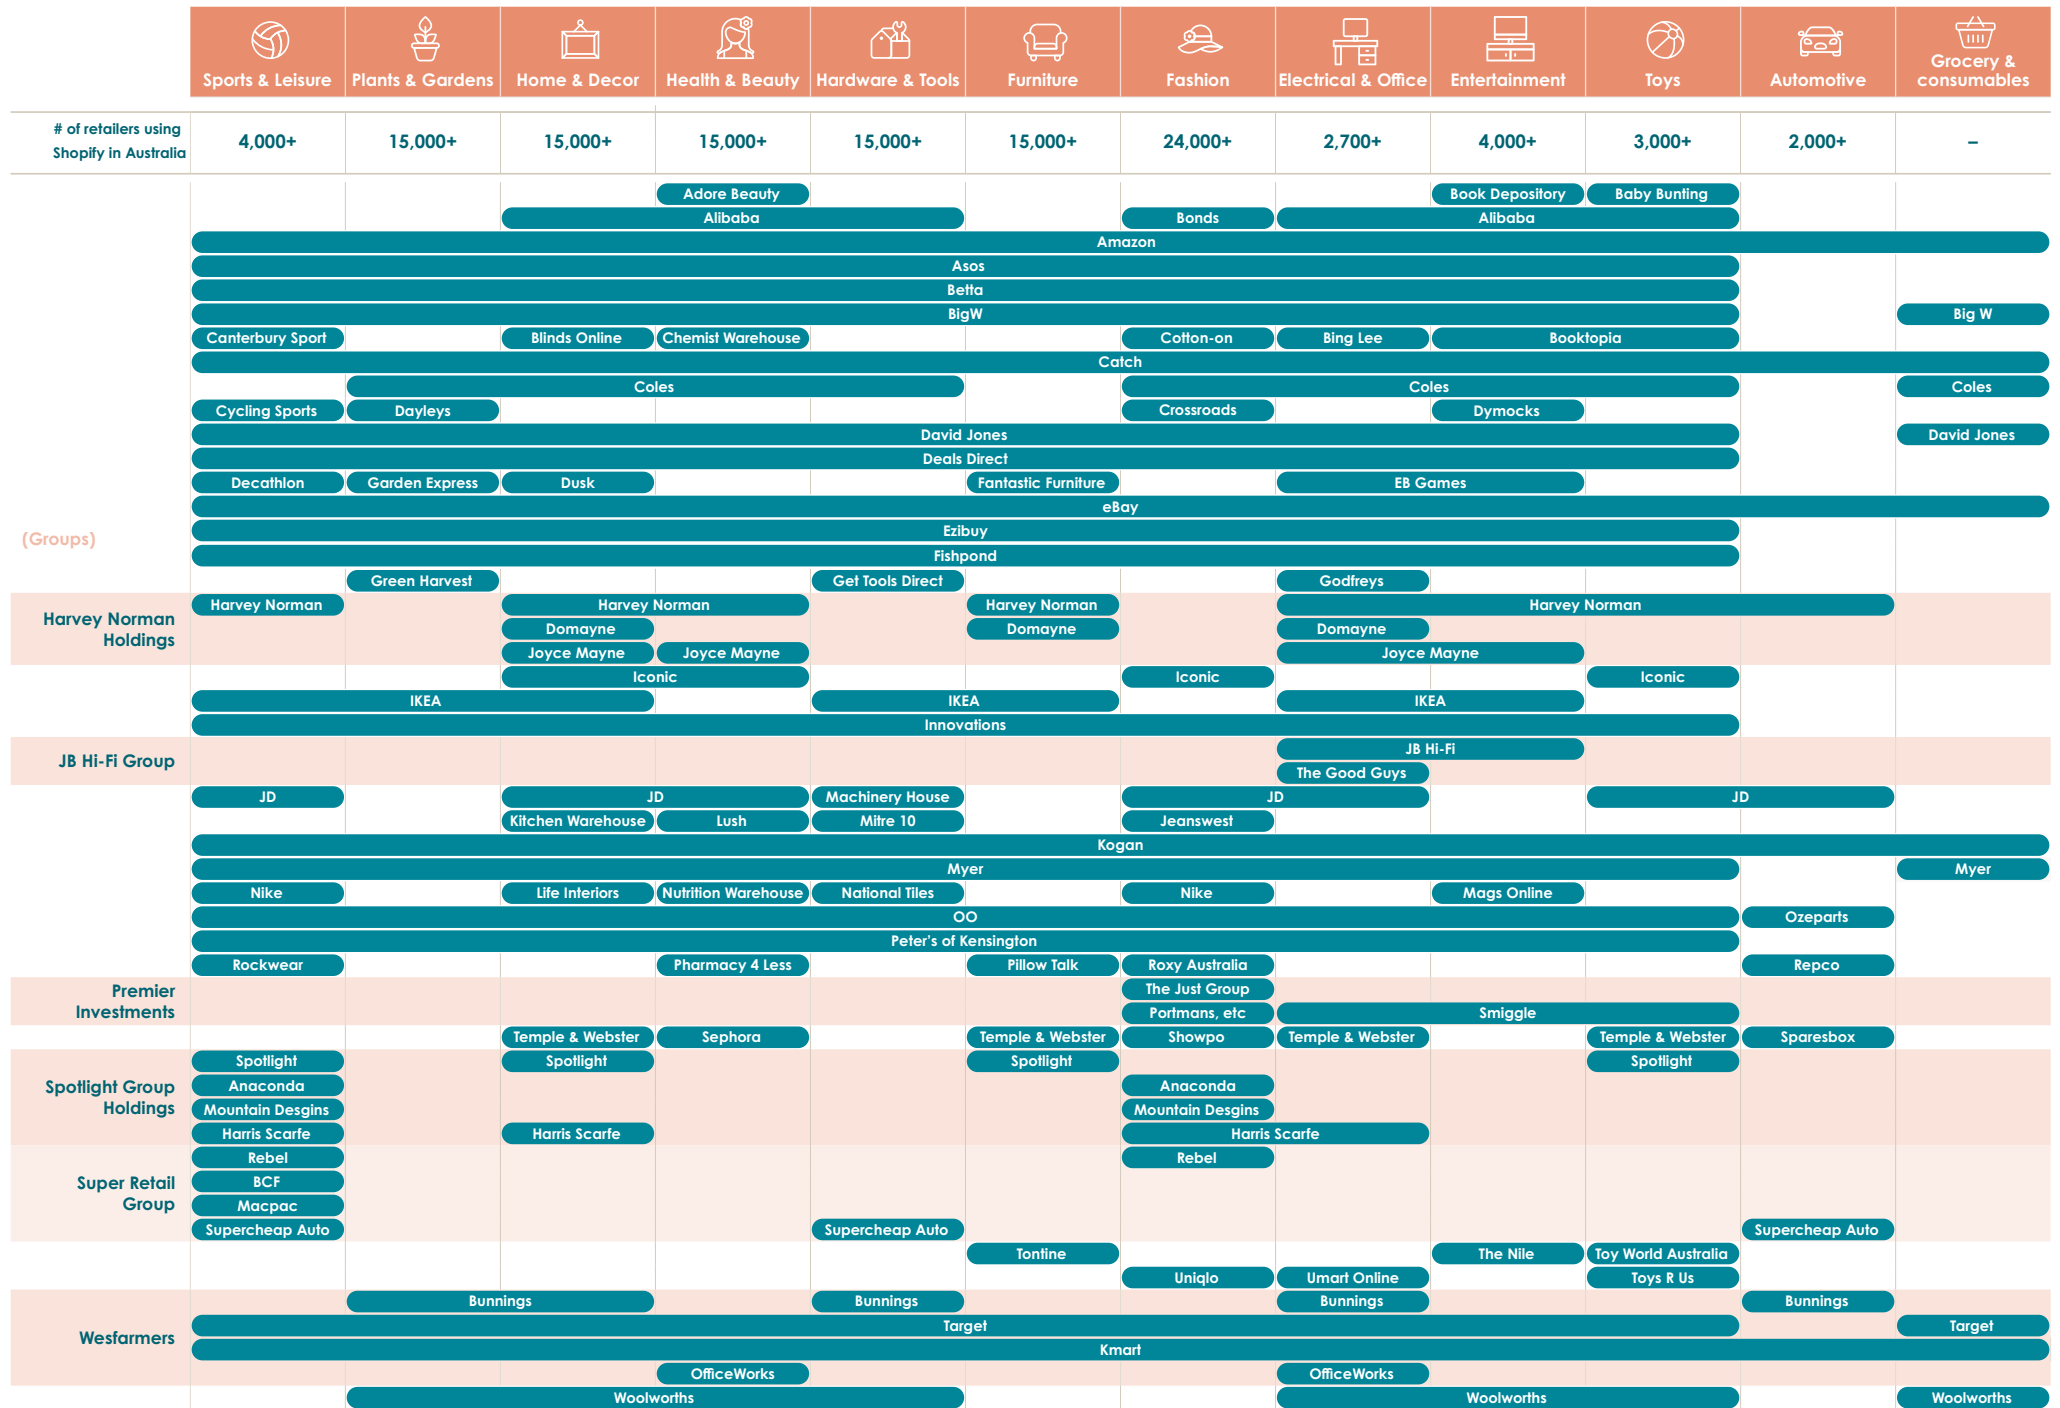 Sports & Leisure Plants & Gardens Home & Decor Health & Beauty Hardware & Tools Furniture Fashion Electrical & Office Entertainment Toys Automotive Grocery & consumables
# of retailers using
Shopify in Australia
4,000+ 15,000+ 15,000+ 15,000+ 15,000+ 15,000+ 24,000+ 2,700+ 4,000+ 3,000+ 2,000+ –
Adore Beauty Book Depository Baby Bunting
Alibaba Bonds Alibaba
Amazon
Asos
Betta
BigW Big W
Canterbury Sport Blinds Online Chemist Warehouse Cotton-on Bing Lee Booktopia
Catch
Coles Coles Coles
Cycling Sports Dayleys Crossroads Dymocks
David Jones David Jones
Deals Direct
Decathlon Garden Express Dusk Fantastic Furniture EB Games
eBay
Ezibuy
(Groups)
Fishpond
Green Harvest Get Tools Direct Godfreys
Harvey Norman
Holdings
Harvey Norman Harvey Norman Harvey Norman Harvey Norman
Domayne Domayne Domayne
Joyce Mayne Joyce Mayne Joyce Mayne
Iconic Iconic Iconic
IKEA IKEA IKEA
Innovations
JB Hi-Fi Group
JB Hi-Fi
The Good Guys
JD JD Machinery House JD JD
Kitchen Warehouse Lush Mitre 10 Jeanswest
Kogan
Myer Myer
Nike Life Interiors Nutrition Warehouse National Tiles Nike Mags Online
OO Ozeparts
Peter's of Kensington
Rockwear Pharmacy 4 Less Pillow Talk Roxy Australia Repco
Premier
Investments
The Just Group
Portmans, etc Smiggle
Temple & Webster Sephora Temple & Webster Showpo Temple & Webster Temple & Webster Sparesbox
Spotlight Group
Holdings
Spotlight Spotlight Spotlight Spotlight
Anaconda Anaconda
Mountain Desgins Mountain Desgins
Harris Scarfe Harris Scarfe Harris Scarfe
Super Retail
Group
Rebel Rebel
BCF
Macpac
Supercheap Auto Supercheap Auto Supercheap Auto
Tontine The Nile Toy World Australia
Uniqlo Umart Online Toys R Us
Wesfarmers
Bunnings Bunnings Bunnings Bunnings
Target Target
Kmart
OfficeWorks OfficeWorks
Woolworths Woolworths Woolworths